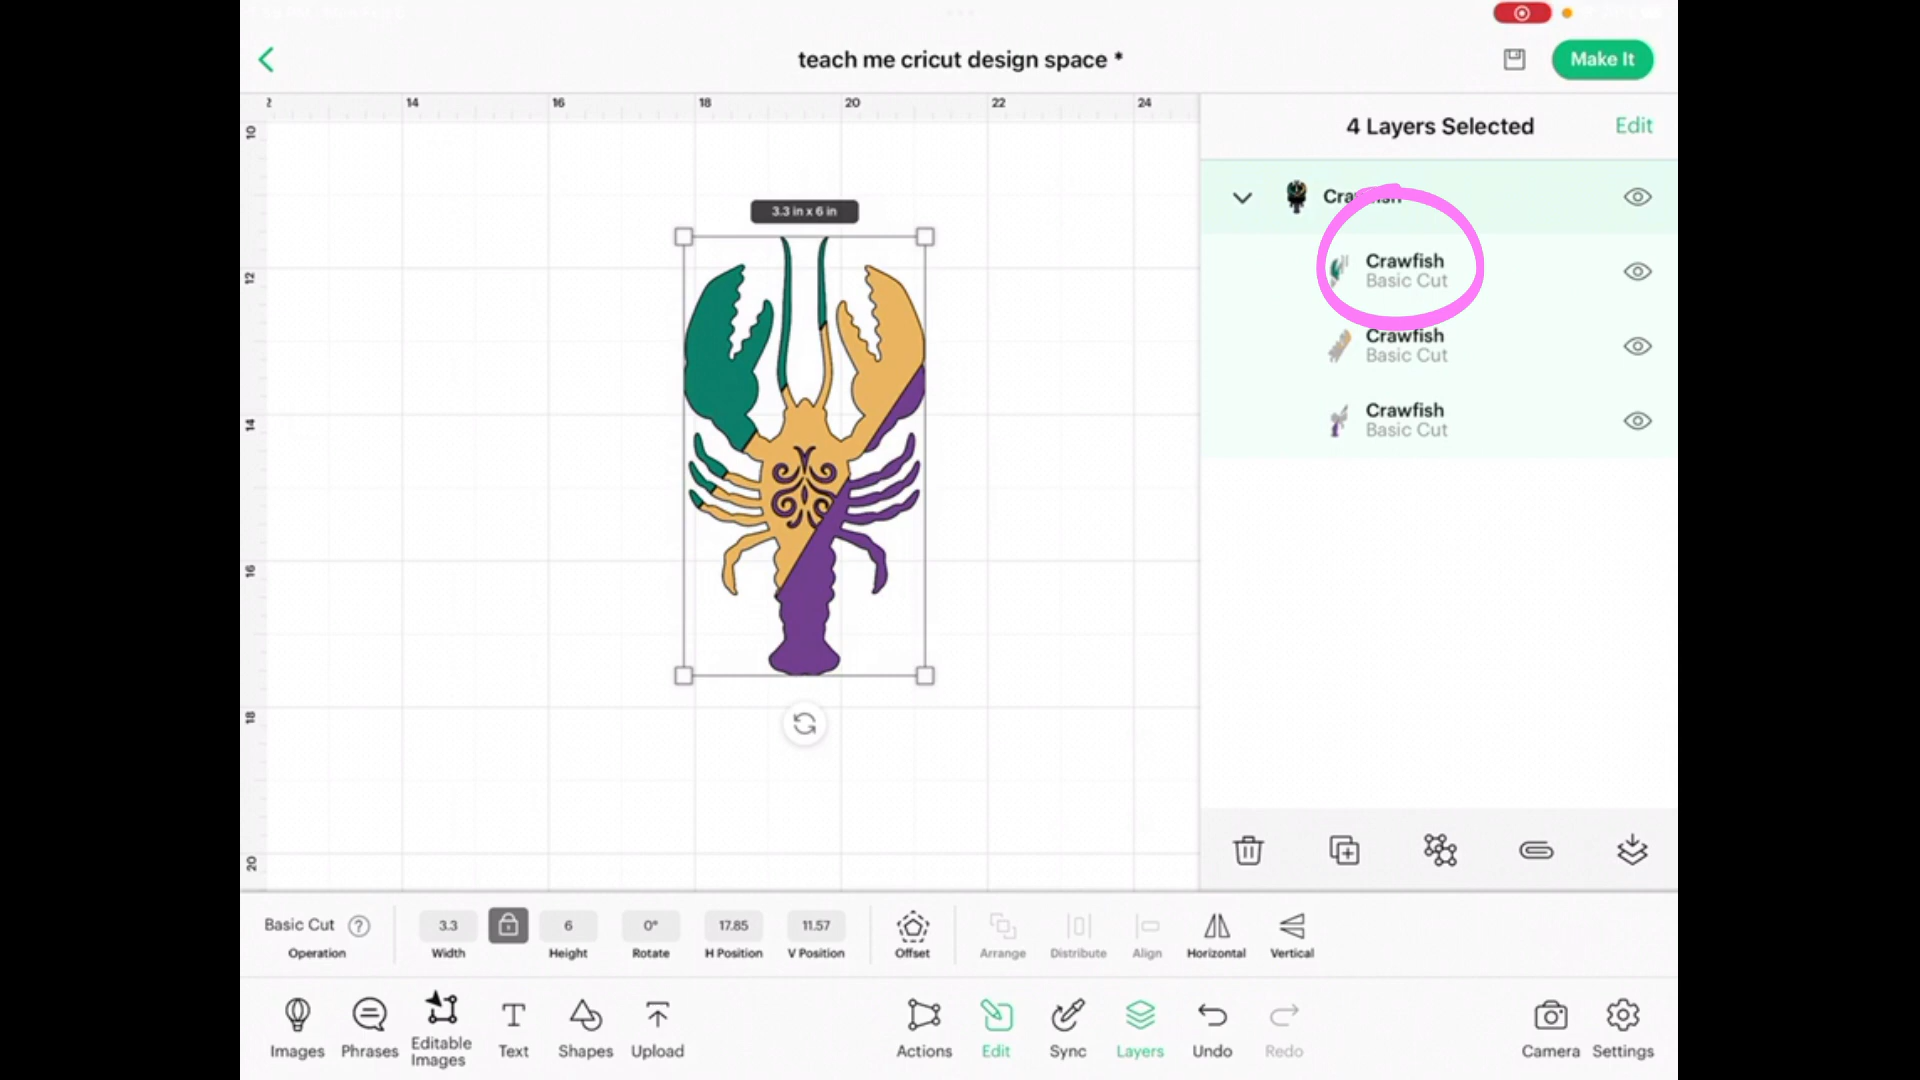 teach me cricut design space *
Make It
2 14 16 18 20 22 24
10
12
14
16
18
20
3.3 in x 6 in
4 Layers Selected
Edit
Crawfish
Crawfish
Basic Cut
Crawfish
Basic Cut
Crawfish
Basic Cut
Basic Cut ?
Operation
3.3
Width
6
Height
0°
Rotate
17.85
H Position
11.57
V Position
Offset
Arrange
Distribute
Align
Horizontal
Vertical
Images
Phrases
Editable
Images
Text
Shapes
Upload
Actions
Edit
Sync
Layers
Undo
Redo
Camera
Settings